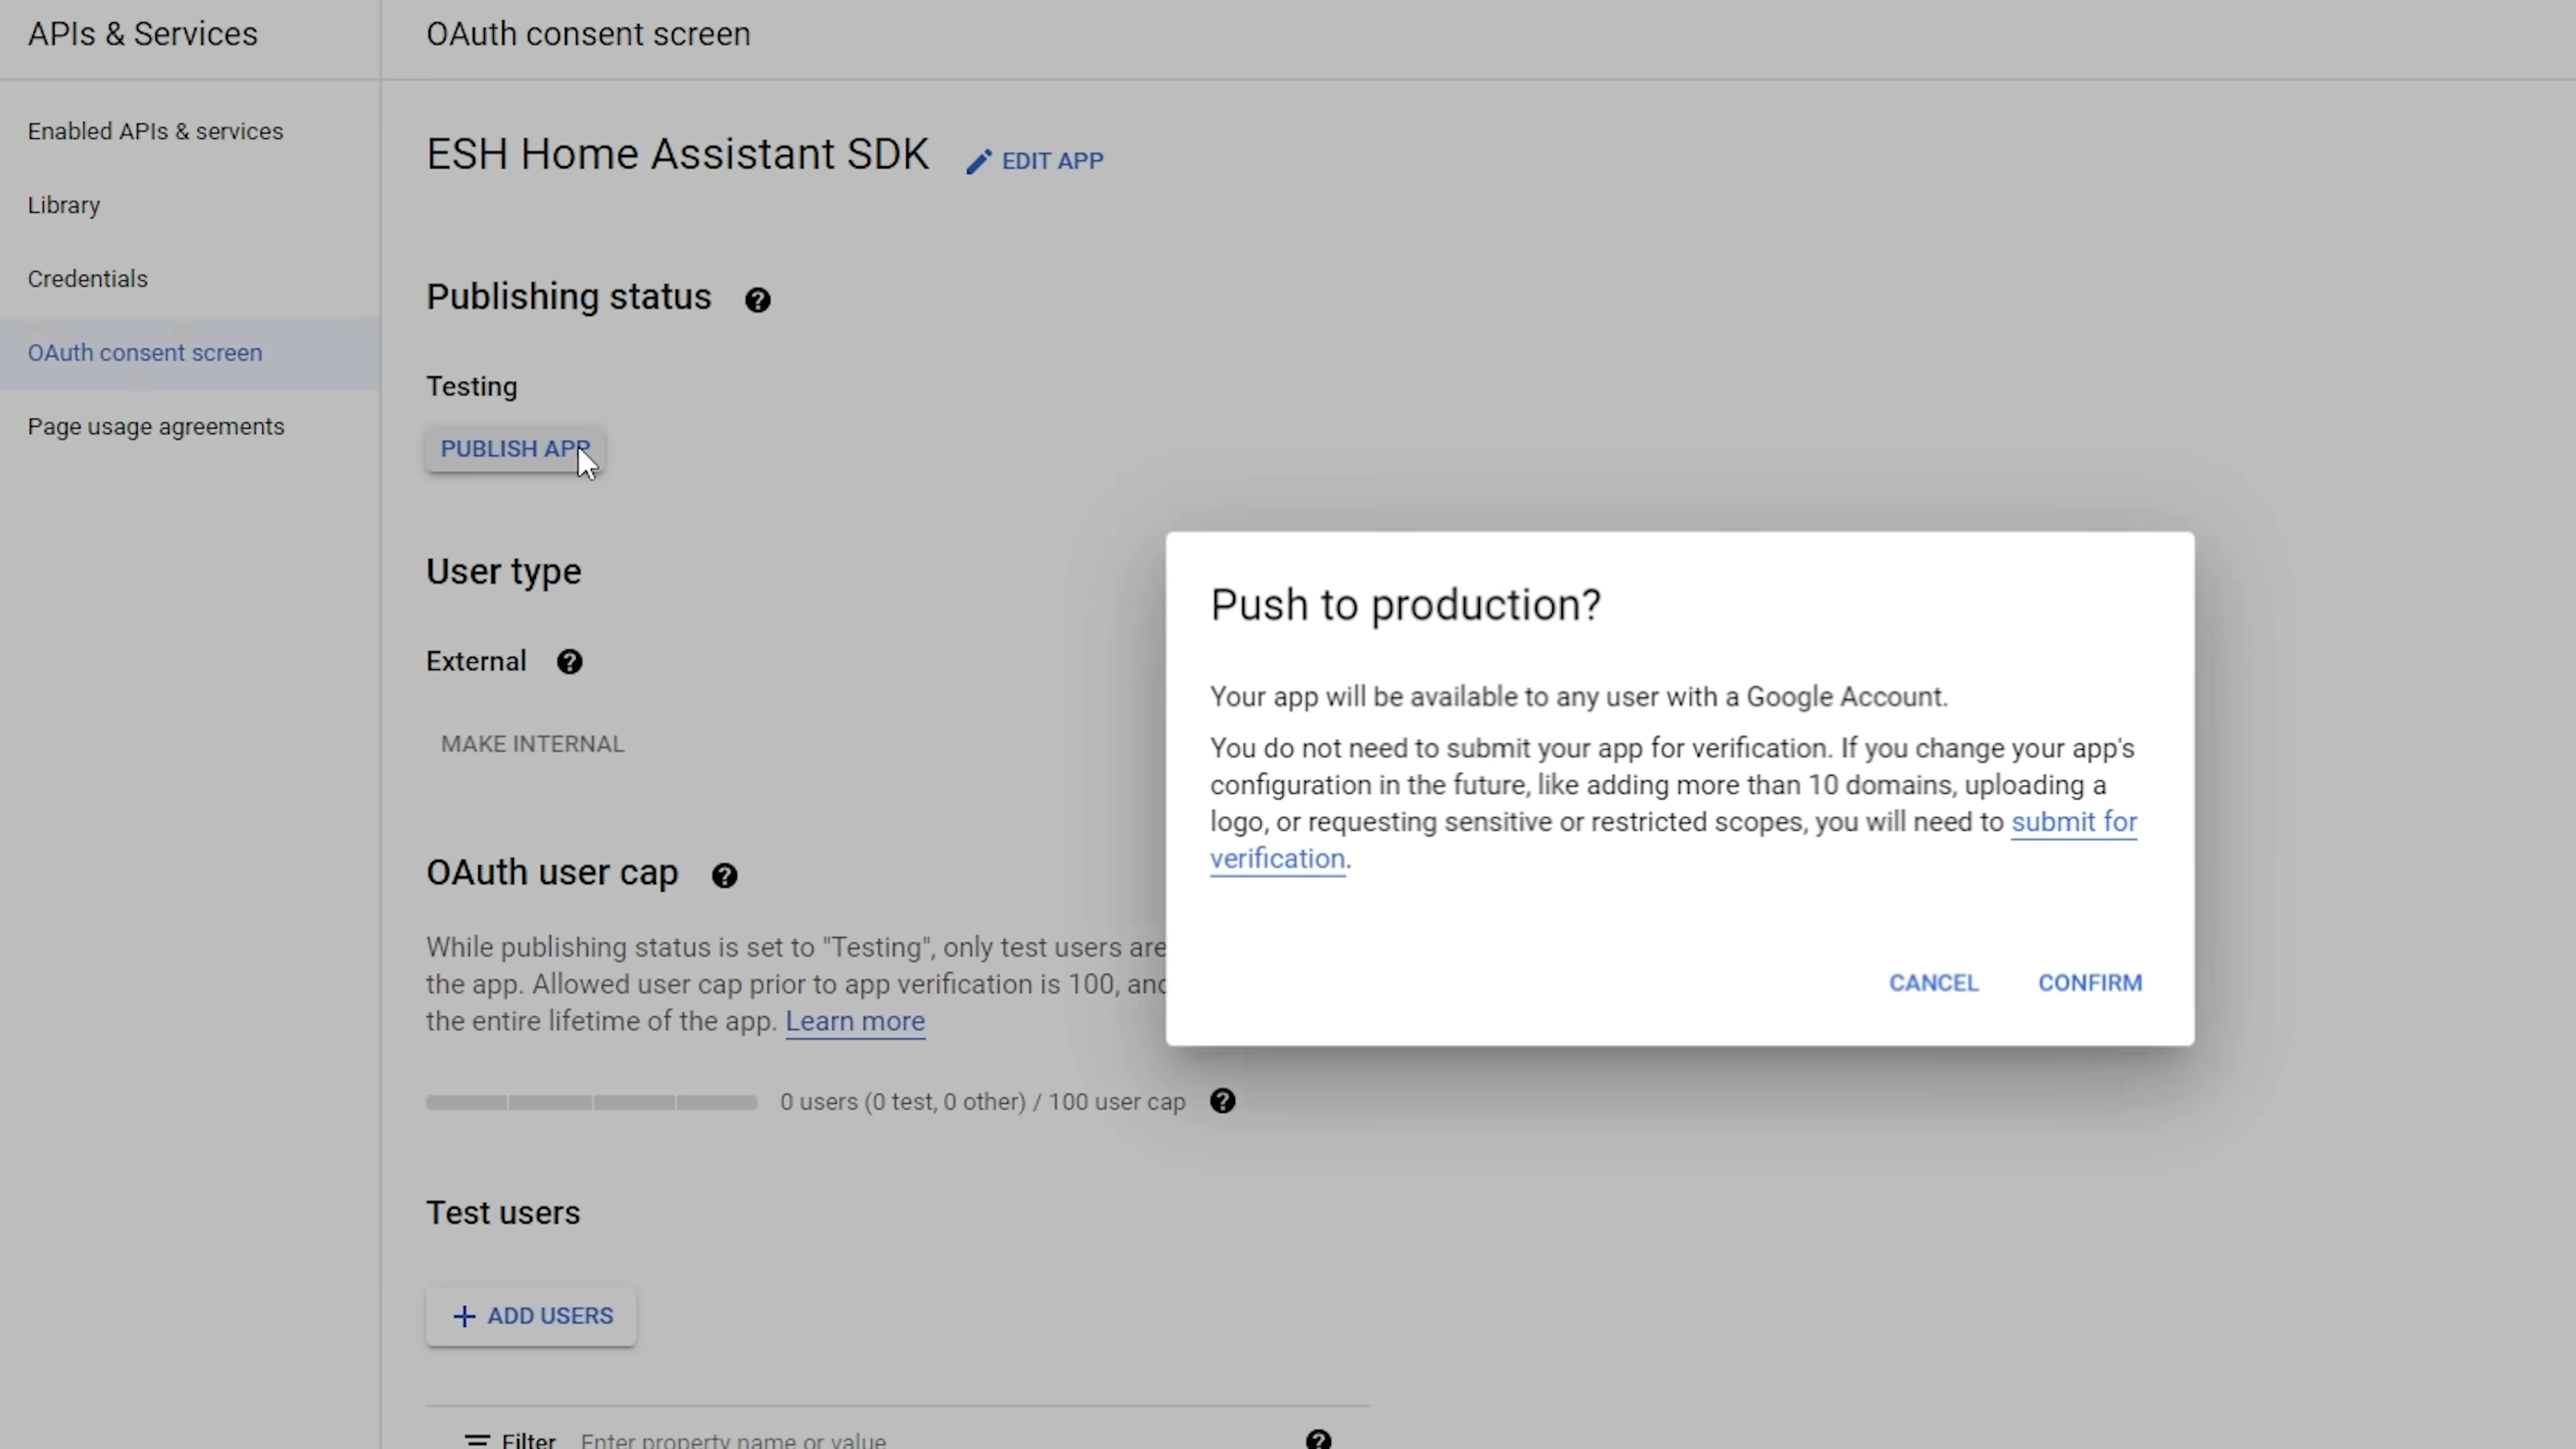 APIs & Services
OAuth consent screen
Enabled APIs & services
Library
Credentials
OAuth consent screen
Page usage agreements
ESH Home Assistant SDK
EDIT APP
Publishing status
Testing
PUBLISH APP
User type
External
MAKE INTERNAL
OAuth user cap
While publishing status is set to "Testing", only test users are
the app. Allowed user cap prior to app verification is 100, and
the entire lifetime of the app. Learn more
0 users (0 test, 0 other) / 100 user cap
Test users
ADD USERS
Filter Enter property name or value
Push to production?
Your app will be available to any user with a Google Account.
You do not need to submit your app for verification. If you change your app's
configuration in the future, like adding more than 10 domains, uploading a
logo, or requesting sensitive or restricted scopes, you will need to submit for
verification.
CANCEL CONFIRM